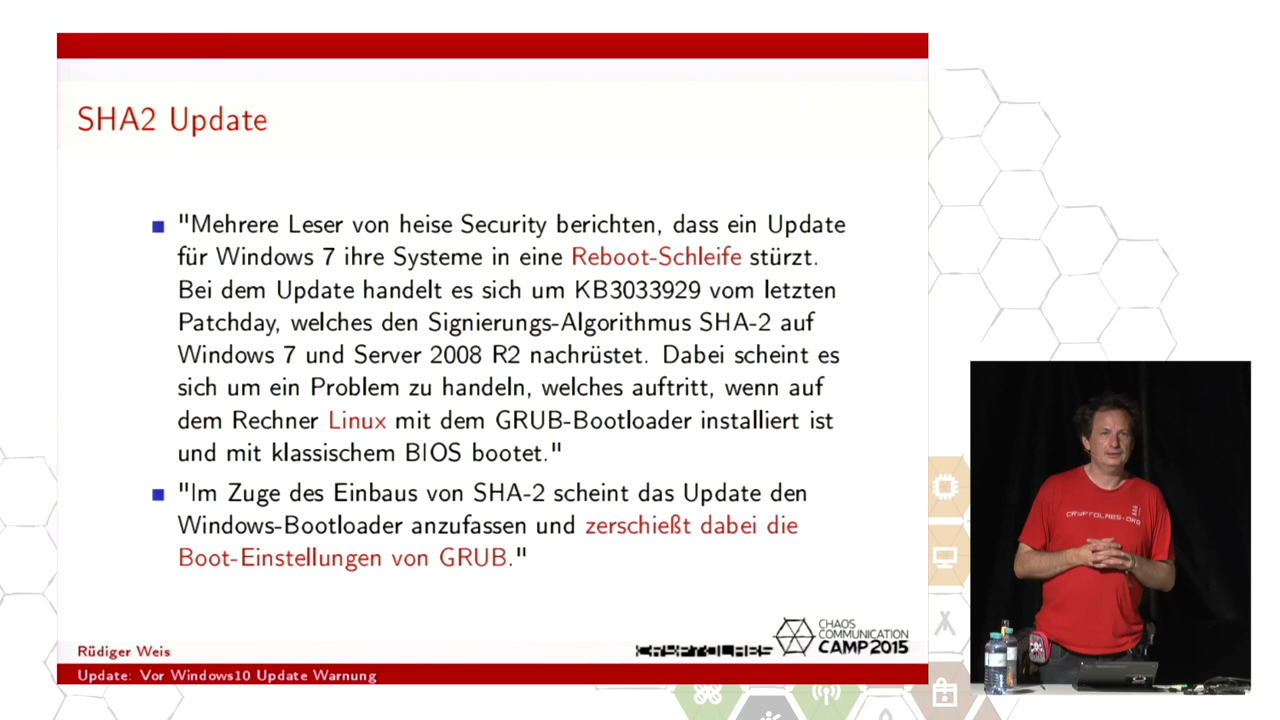 SHA2 Update
"Mehrere Leser von heise Security berichten, dass ein Update
für Windows 7 ihre Systeme in eine Reboot-Schleife stürzt.
Bei dem Update handelt es sich um KB3033929 vom letzten
Patchday, welches den Signierungs-Algorithmus SHA-2 auf
Windows 7 und Server 2008 R2 nachrüstet. Dabei scheint es
sich um ein Problem zu handeln, welches auftritt, wenn auf
dem Rechner Linux mit dem GRUB-Bootloader installiert ist
und mit klassischem BIOS bootet."
"Im Zuge des Einbaus von SHA-2 scheint das Update den
Windows-Bootloader anzufassen und zerschießt dabei die
Boot-Einstellungen von GRUB."
CRYPTOLABS
CHAOS
COMMUNICATION
CAMP 2015
Rüdiger Weis
Update: Vor Windows10 Update Warnung
CRYPTOLABS.ORG